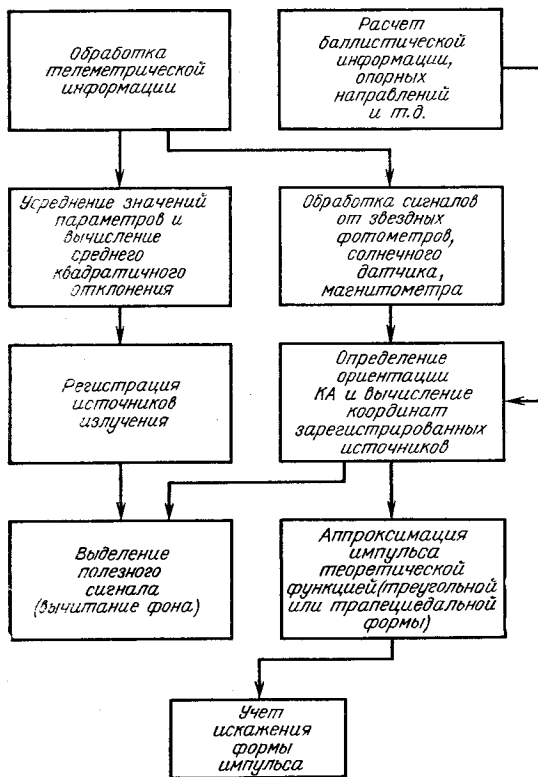 Обработка
телеметрической
информации
Расчет
баллистической
информации,
опорных
направлений
и т.д.
Усреднение значений
параметров и
вычисление
среднего
квадратичного
отклонения
Обработка сигналов
от звездных
фотометров,
солнечного
датчика,
магнитометра
Регистрация
источников
излучения
Определение
ориентации
КА и вычисление
координат
зарегистрированных
источников
Выделение
полезного
сигнала
(вычитание фона)
Аппроксимация
импульса
теоретической
функцией(треугольной
или трапециедальной
формы)
Учет
искажения
формы
импульса